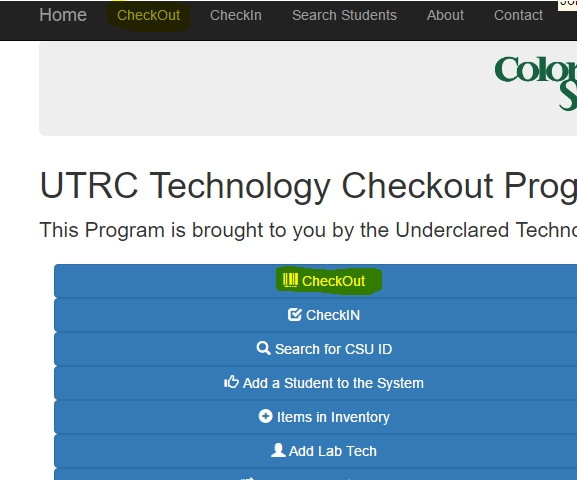 Home CheckOut CheckIn Search Students About Contact
UTRC Technology Checkout Prog
This Program is brought to you by the Underclared Techno
CheckOut
CheckIN
Search for CSU ID
Add a Student to the System
Items in Inventory
Add Lab Tech